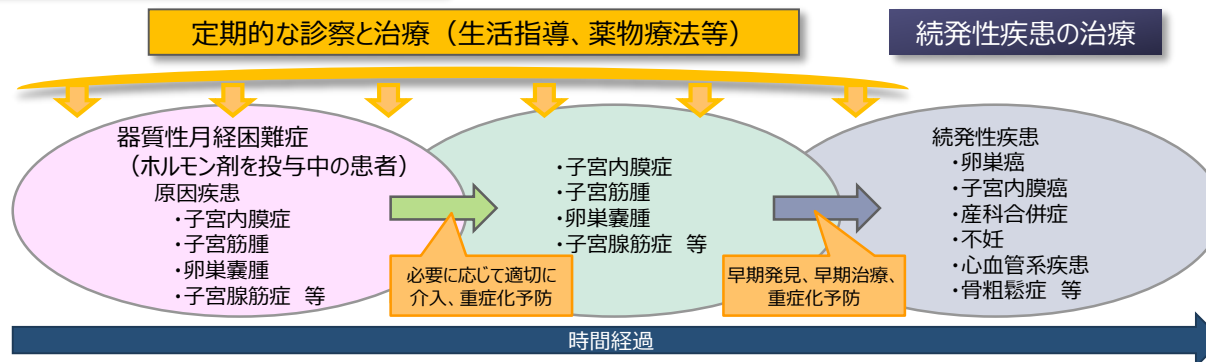 定期的な診察と治療（生活指導、薬物療法等）
続発性疾患の治療
器質性月経困難症
（ホルモン剤を投与中の患者）
原因疾患
・子宮内膜症
・子宮筋腫
・卵巣嚢腫
・子宮腺筋症 等
必要に応じて適切に
介入、重症化予防
・子宮内膜症
・子宮筋腫
・卵巣嚢腫
・子宮腺筋症 等
早期発見、早期治療、
重症化予防
続発性疾患
・卵巣癌
・子宮内膜癌
・産科合併症
・不妊
・心血管系疾患
・骨粗鬆症 等
時間経過